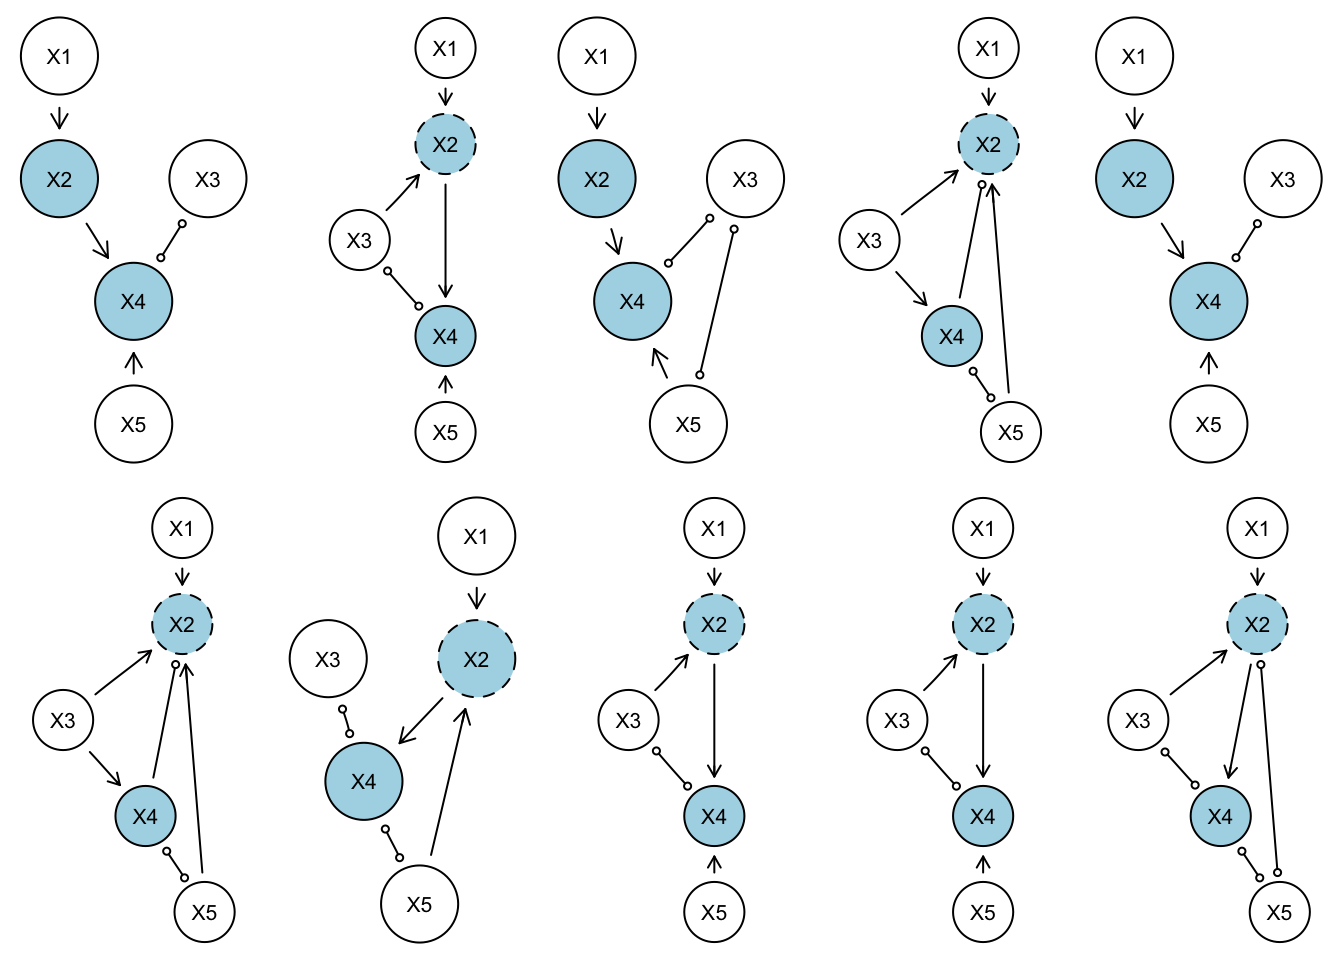 X1 X1 X1 X1 X1
X2 X2
X2 X3 X2 X3 X2 X3
X3 X3
X4 X4 X4
X4 X4
X5 X5 X5
X5 X5
X1 X1 X1 X1 X1
X2 X2 X2 X2
X3 X2
X3 X3 X3 X3
X4
X4 X4 X4 X4
X5
X5 X5 X5 X5